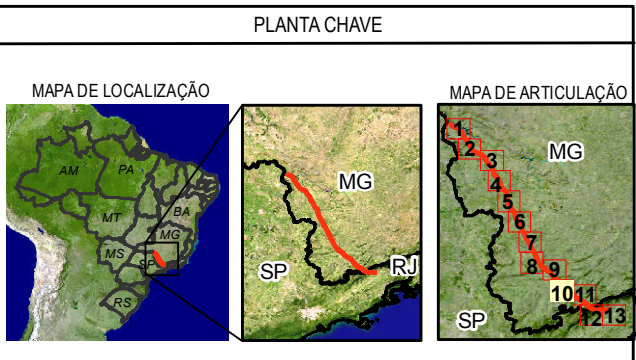 PLANTA CHAVE
MAPA DE LOCALIZAÇÃO
AM
PA
MT
BA
MG
MS
SP
RS
MG
SP
RJ
MAPA DE ARTICULAÇÃO
1
MG
2
3
4
5
6
7
8
9
10
11
12
13
SP